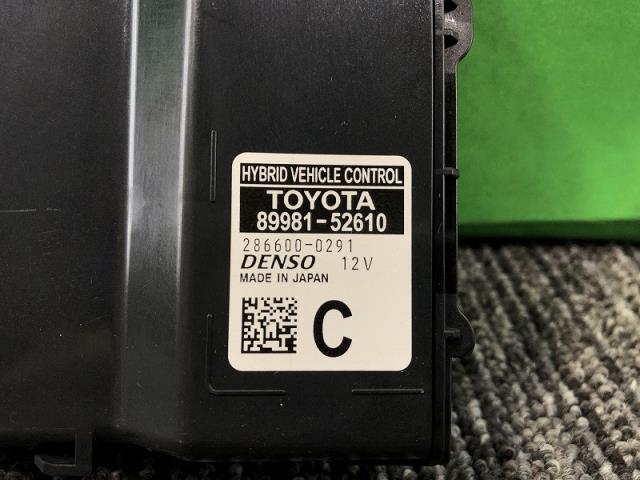 HYBRID VEHICLE CONTROL
TOYOTA
89981-52610
286600-0291
DENSO 12V
MADE IN JAPAN
C